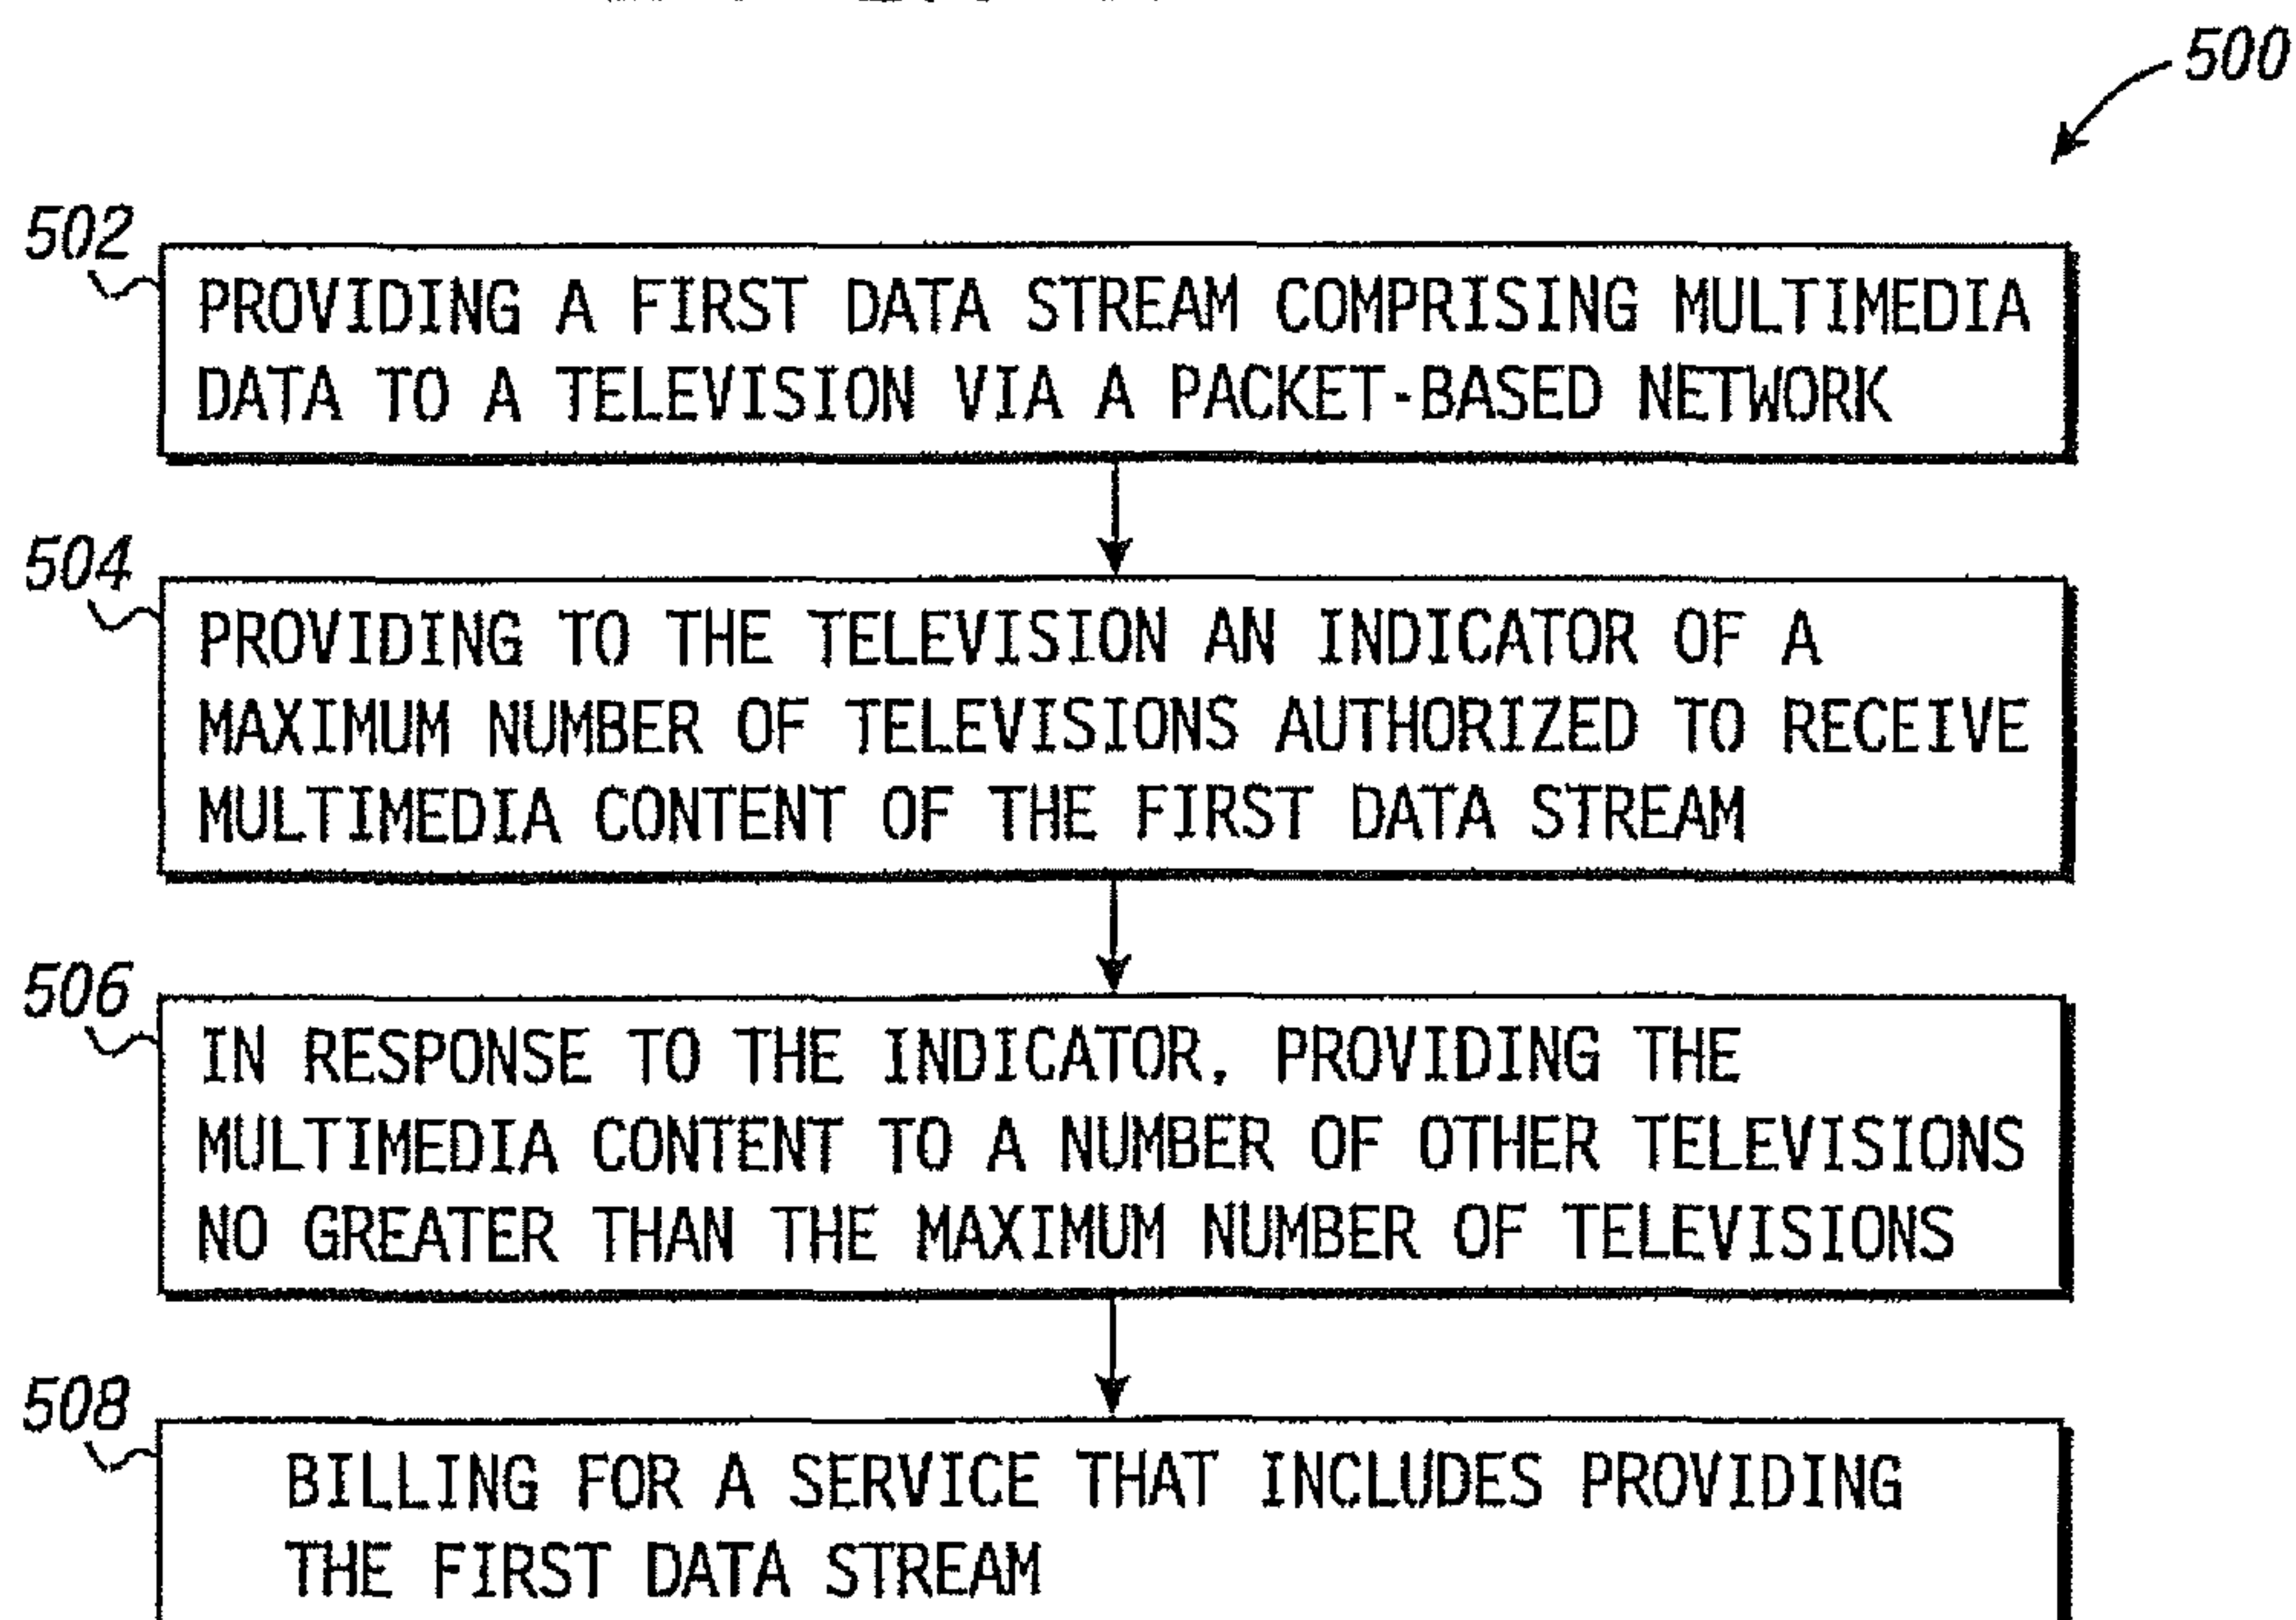 500
502
PROVIDING A FIRST DATA STREAM COMPRISING MULTIMEDIA
DATA TO A TELEVISION VIA A PACKET-BASED NETWORK
504
PROVIDING TO THE TELEVISION AN INDICATOR OF A
MAXIMUM NUMBER OF TELEVISIONS AUTHORIZED TO RECEIVE
MULTIMEDIA CONTENT OF THE FIRST DATA STREAM
506
IN RESPONSE TO THE INDICATOR, PROVIDING THE
MULTIMEDIA CONTENT TO A NUMBER OF OTHER TELEVISIONS
NO GREATER THAN THE MAXIMUM NUMBER OF TELEVISIONS
508
BILLING FOR A SERVICE THAT INCLUDES PROVIDING
THE FIRST DATA STREAM